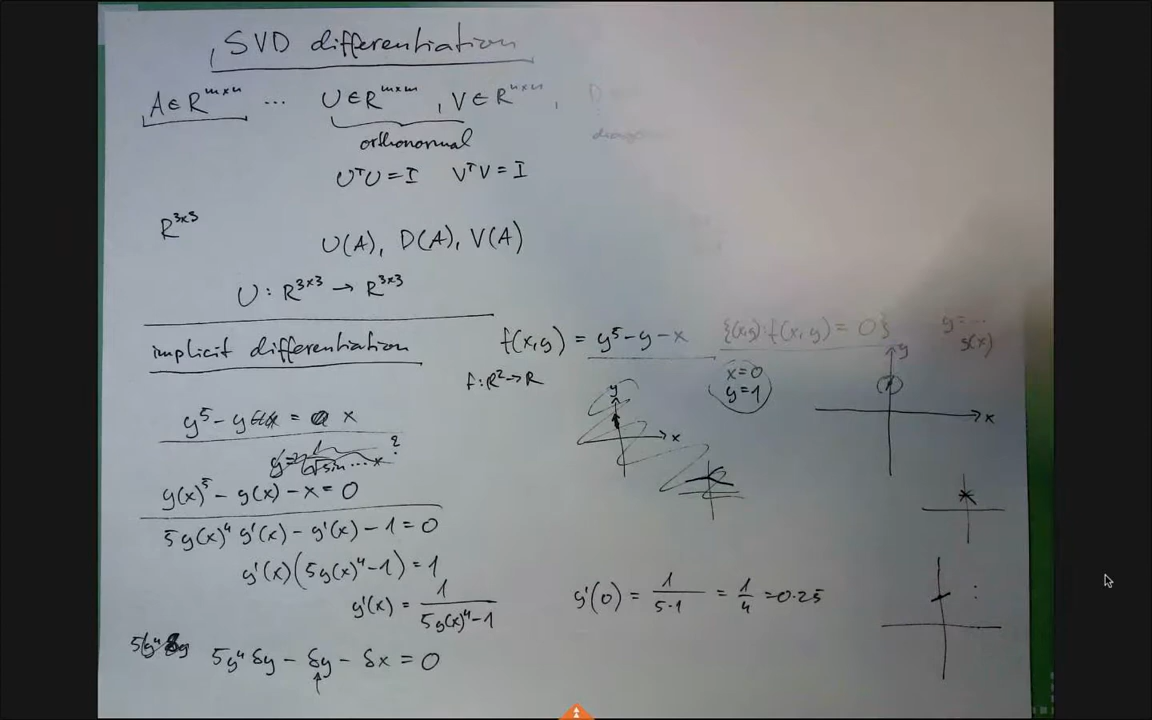 SVD differentiation
A ∈ R^{m×n} ... U ∈ R^{m×m}, V ∈ R^{n×n},
orthonormal
UᵀU = I VᵀV = I
R^{3×3}
U(A), D(A), V(A)
U: R^{3×3} → R^{3×3}
implicit differentiation
f(x,y) = y⁵ - y - x {(x,y): f(x,y) = 0} y = ...
s(x)
f: R² → R
x = 0
y = 1
y
x
y
x
y⁵ - y = x
?
y(x)⁵ - y(x) - x = 0
5y(x)⁴ y'(x) - y'(x) - 1 = 0
y'(x)(5y(x)⁴ - 1) = 1
y'(x) = 1 / (5y(x)⁴ - 1)
y'(0) = 1 / (5·1 ) = 1/4 = 0.25
5y⁴ δy - δy - δx = 0